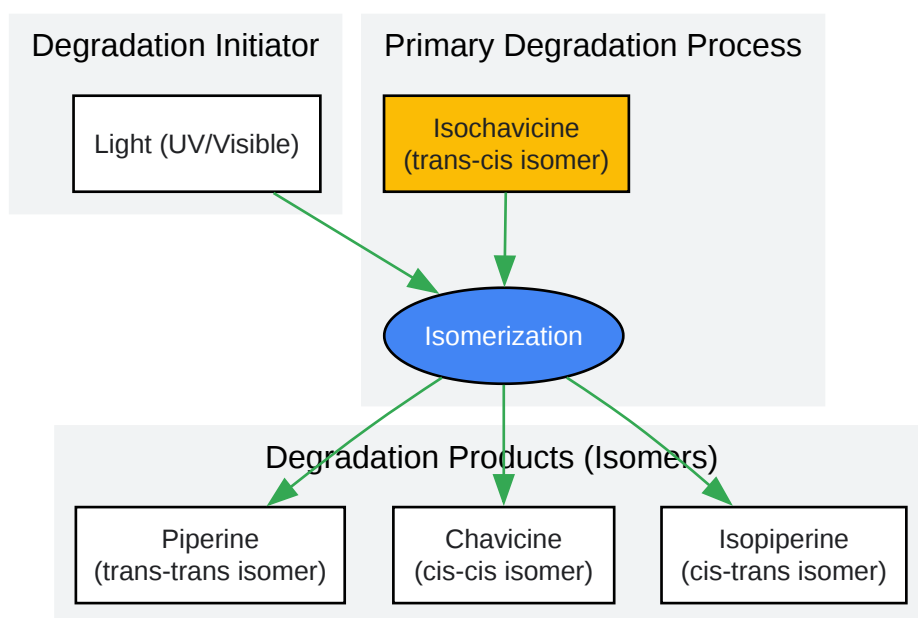 Degradation Initiator
Primary Degradation Process
Light (UV/Visible)
Isochavicine
(trans-cis isomer)
Isomerization
Degradation Products (Isomers)
Piperine
(trans-trans isomer)
Chavicine
(cis-cis isomer)
Isopiperine
(cis-trans isomer)